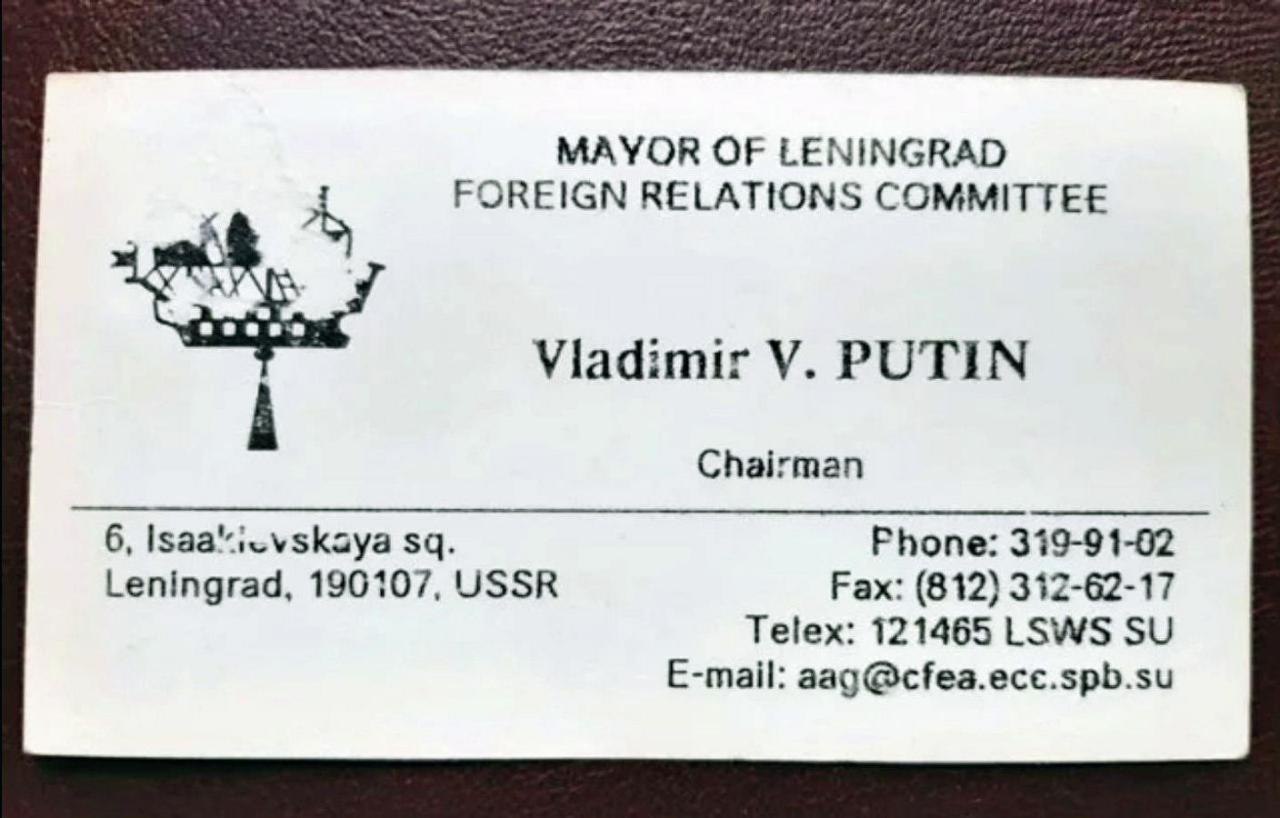 MAYOR OF LENINGRAD
FOREIGN RELATIONS COMMITTEE
Vladimir V. PUTIN
Chairman
6, Isaakievskaya sq.
Leningrad, 190107, USSR
Phone: 319-91-02
Fax: (812) 312-62-17
Telex: 121465 LSWS SU
E-mail: aag@cfea.ecc.spb.su